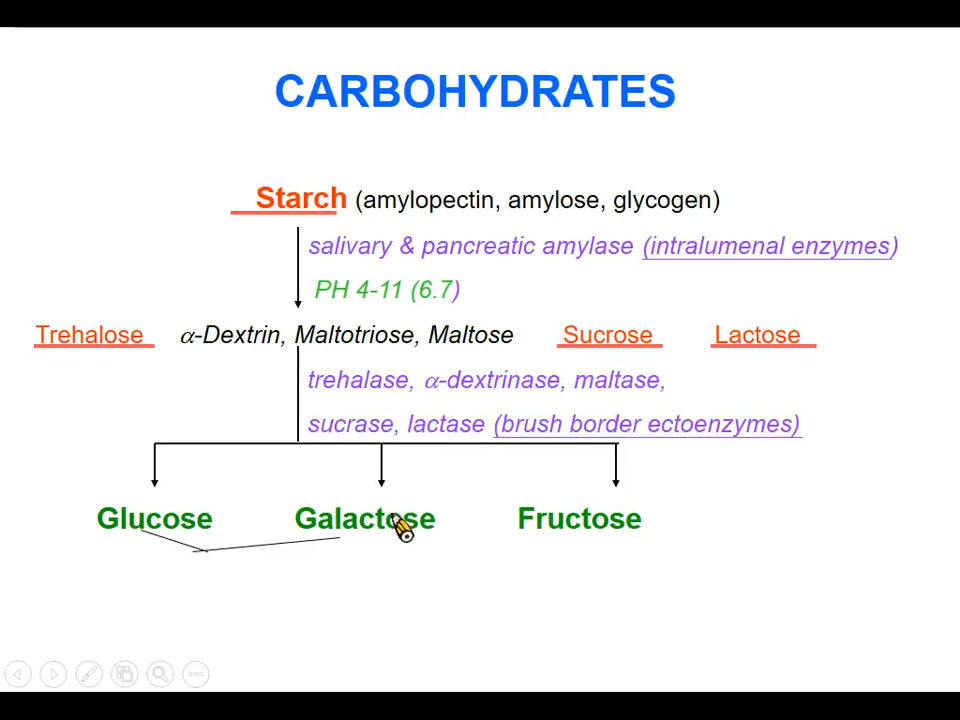 CARBOHYDRATES
Starch (amylopectin, amylose, glycogen)
salivary & pancreatic amylase (intralumenal enzymes)
PH 4-11 (6.7)
Trehalose α-Dextrin, Maltotriose, Maltose Sucrose Lactose
trehalase, α-dextrinase, maltase,
sucrase, lactase (brush border ectoenzymes)
Glucose Galactose Fructose